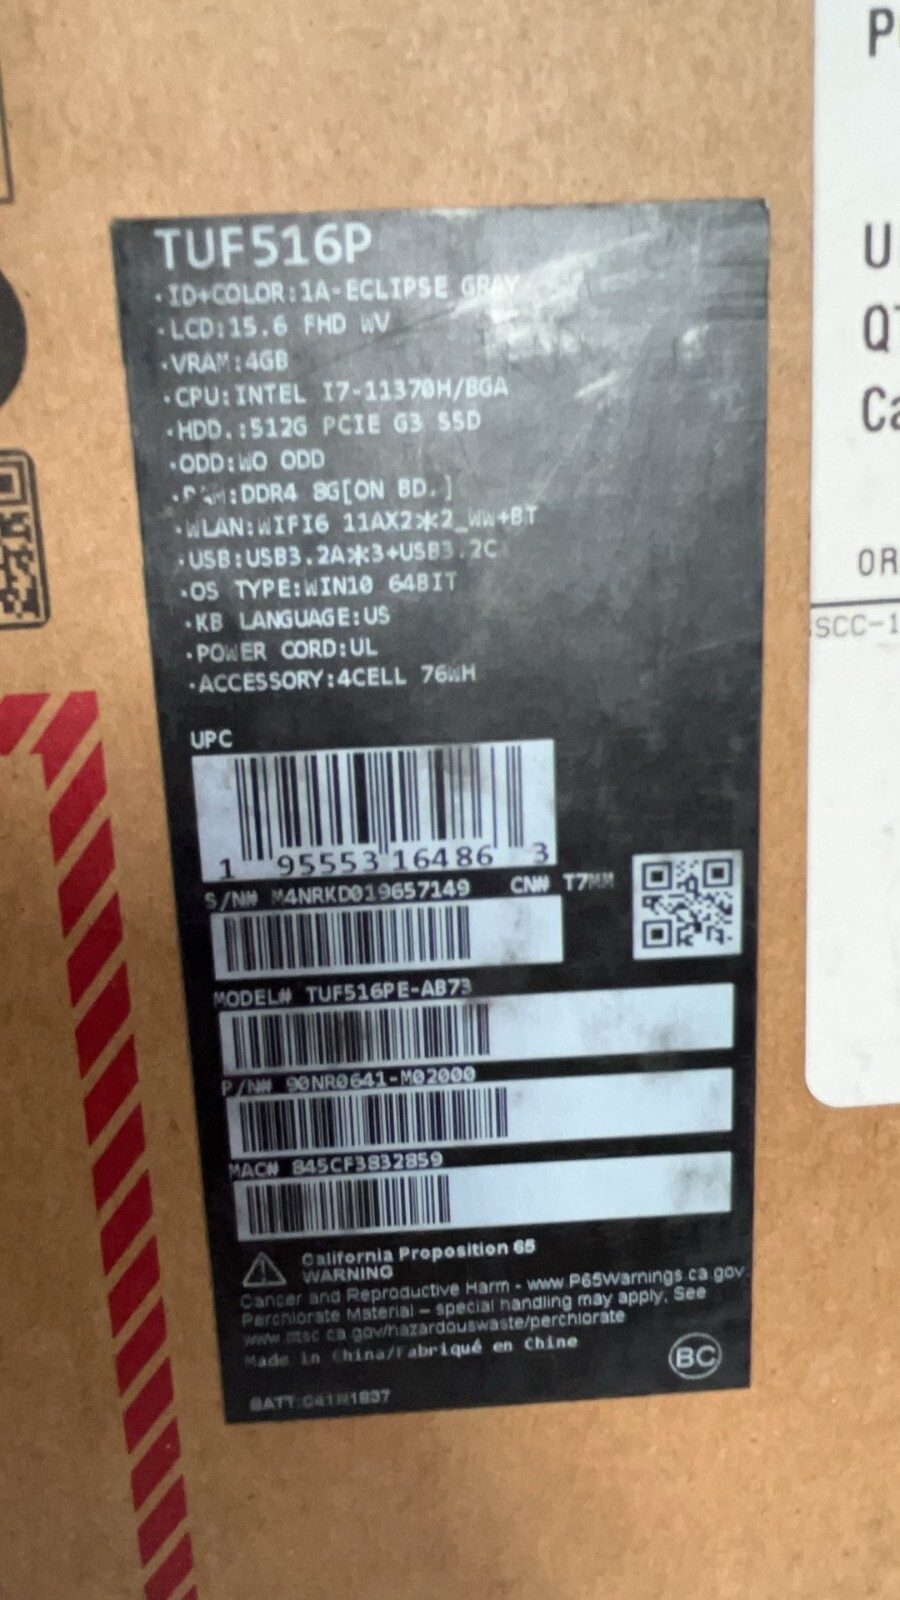 TUF516P
·ID+COLOR:1A-ECLIPSE GRAY
·LCD:15.6 FHD WV
·VRAM:4GB
·CPU:INTEL I7-11370H/BGA
·HDD.:512G PCIE G3 SSD
·ODD:WO ODD
·RAM:DDR4 8G[ON BD.]
·WLAN:WIFI6 11AX2*2_WW+BT
·USB:USB3.2A*3+USB3.2C
·OS TYPE:WIN10 64BIT
·KB LANGUAGE:US
·POWER CORD:UL
·ACCESSORY:4CELL 76WH
UPC
1 95553 16486 3
S/N# M4NRKD019657149 CN#
MODEL# TUF516PE-AB73
P/N# 90NR0641-M02000
MAC# 845CF3832859
California Proposition 65
WARNING
Cancer and Reproductive Harm - www.P65Warnings.ca.gov.
Perchlorate Material – special handling may apply. See
www.dtsc.ca.gov/hazardouswaste/perchlorate
Made in China/Fabriqué en Chine
BC
BATT:C41N1837
U
Ca
OR
SCC-1